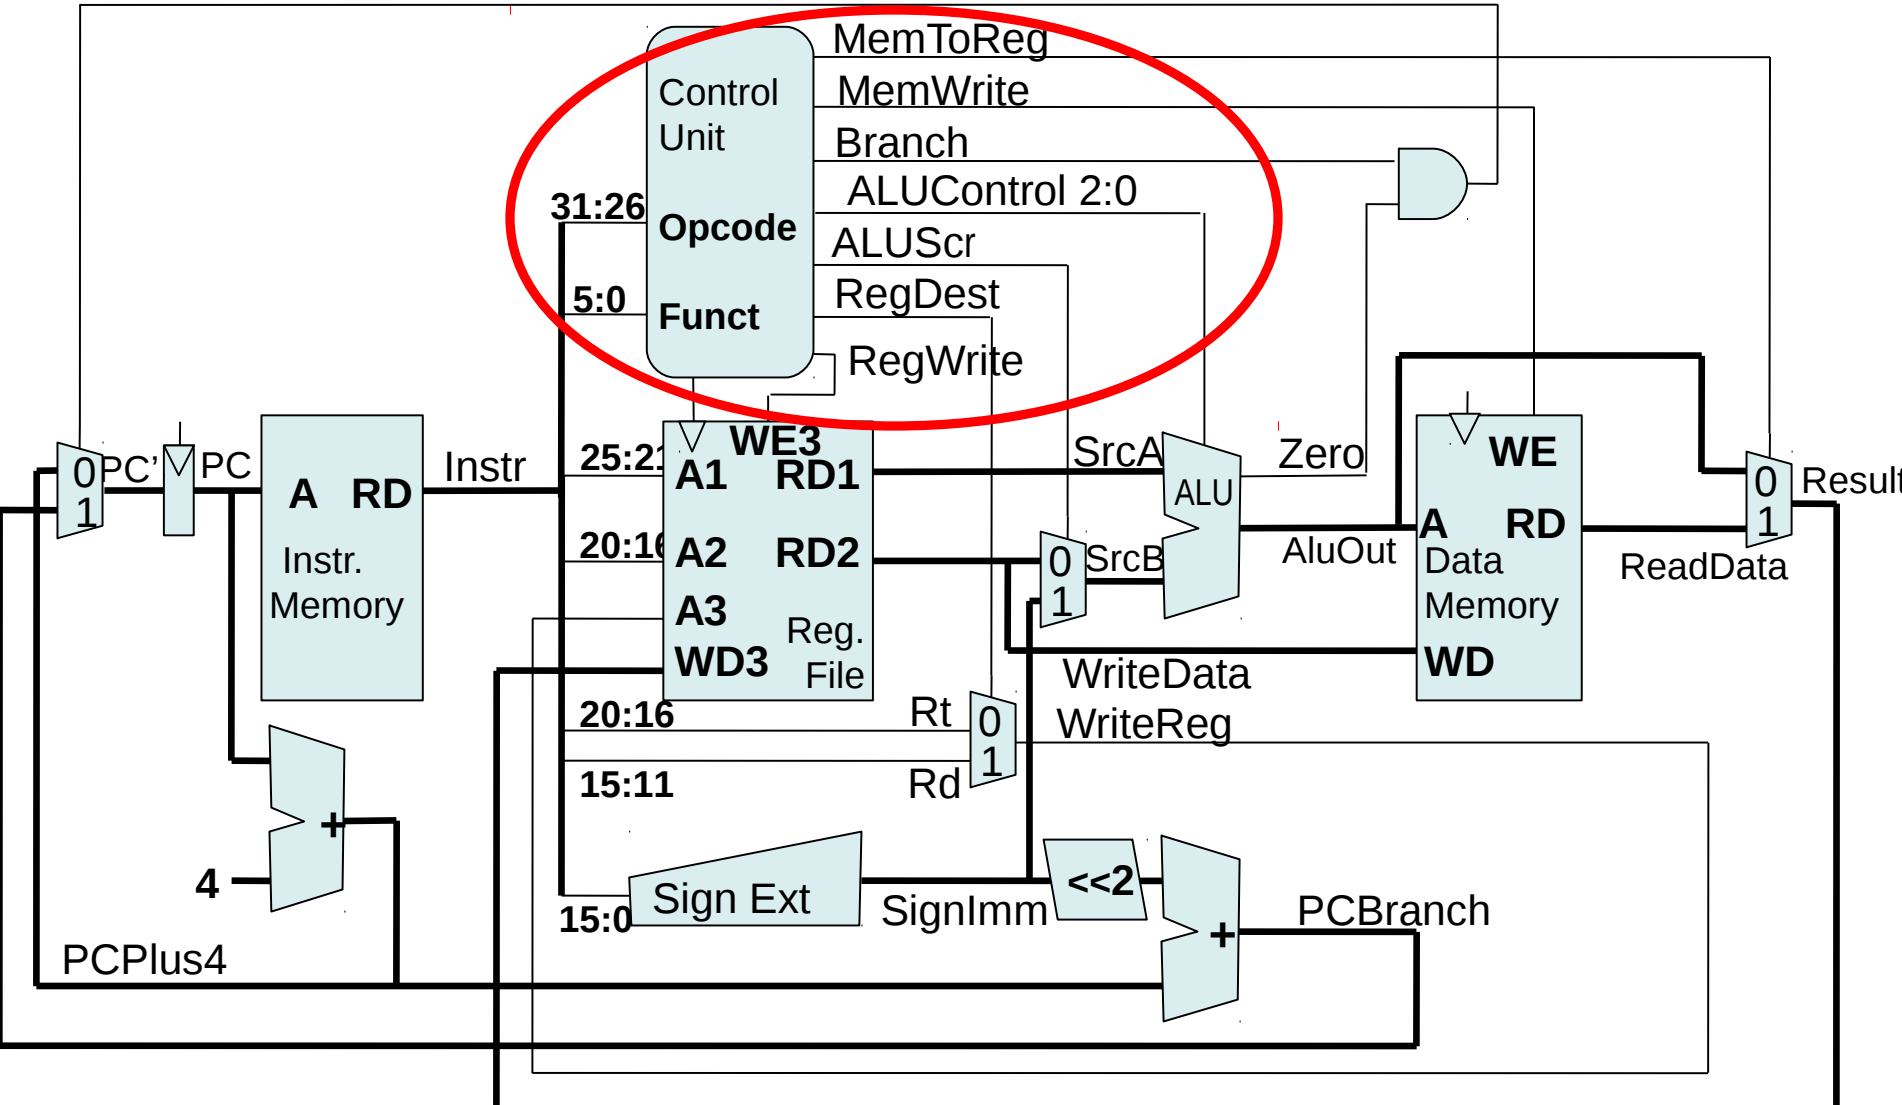 MemToReg
Control
Unit
MemWrite
Branch
ALUControl 2:0
31:26
Opcode
ALUScr
5:0
Funct
RegDest
RegWrite
0
1
PC’
PC
A RD
Instr.
Memory
Instr
25:21
WE3
A1 RD1
20:16
A2 RD2
A3
WD3
Reg.
File
SrcA
0
1
SrcB
ALU
Zero
AluOut
WE
A RD
Data
Memory
WD
ReadData
0
1
Result
WriteData
20:16
Rt
0
1
WriteReg
15:11
Rd
+
4
Sign Ext
15:0
SignImm
<<2
+
PCBranch
PCPlus4